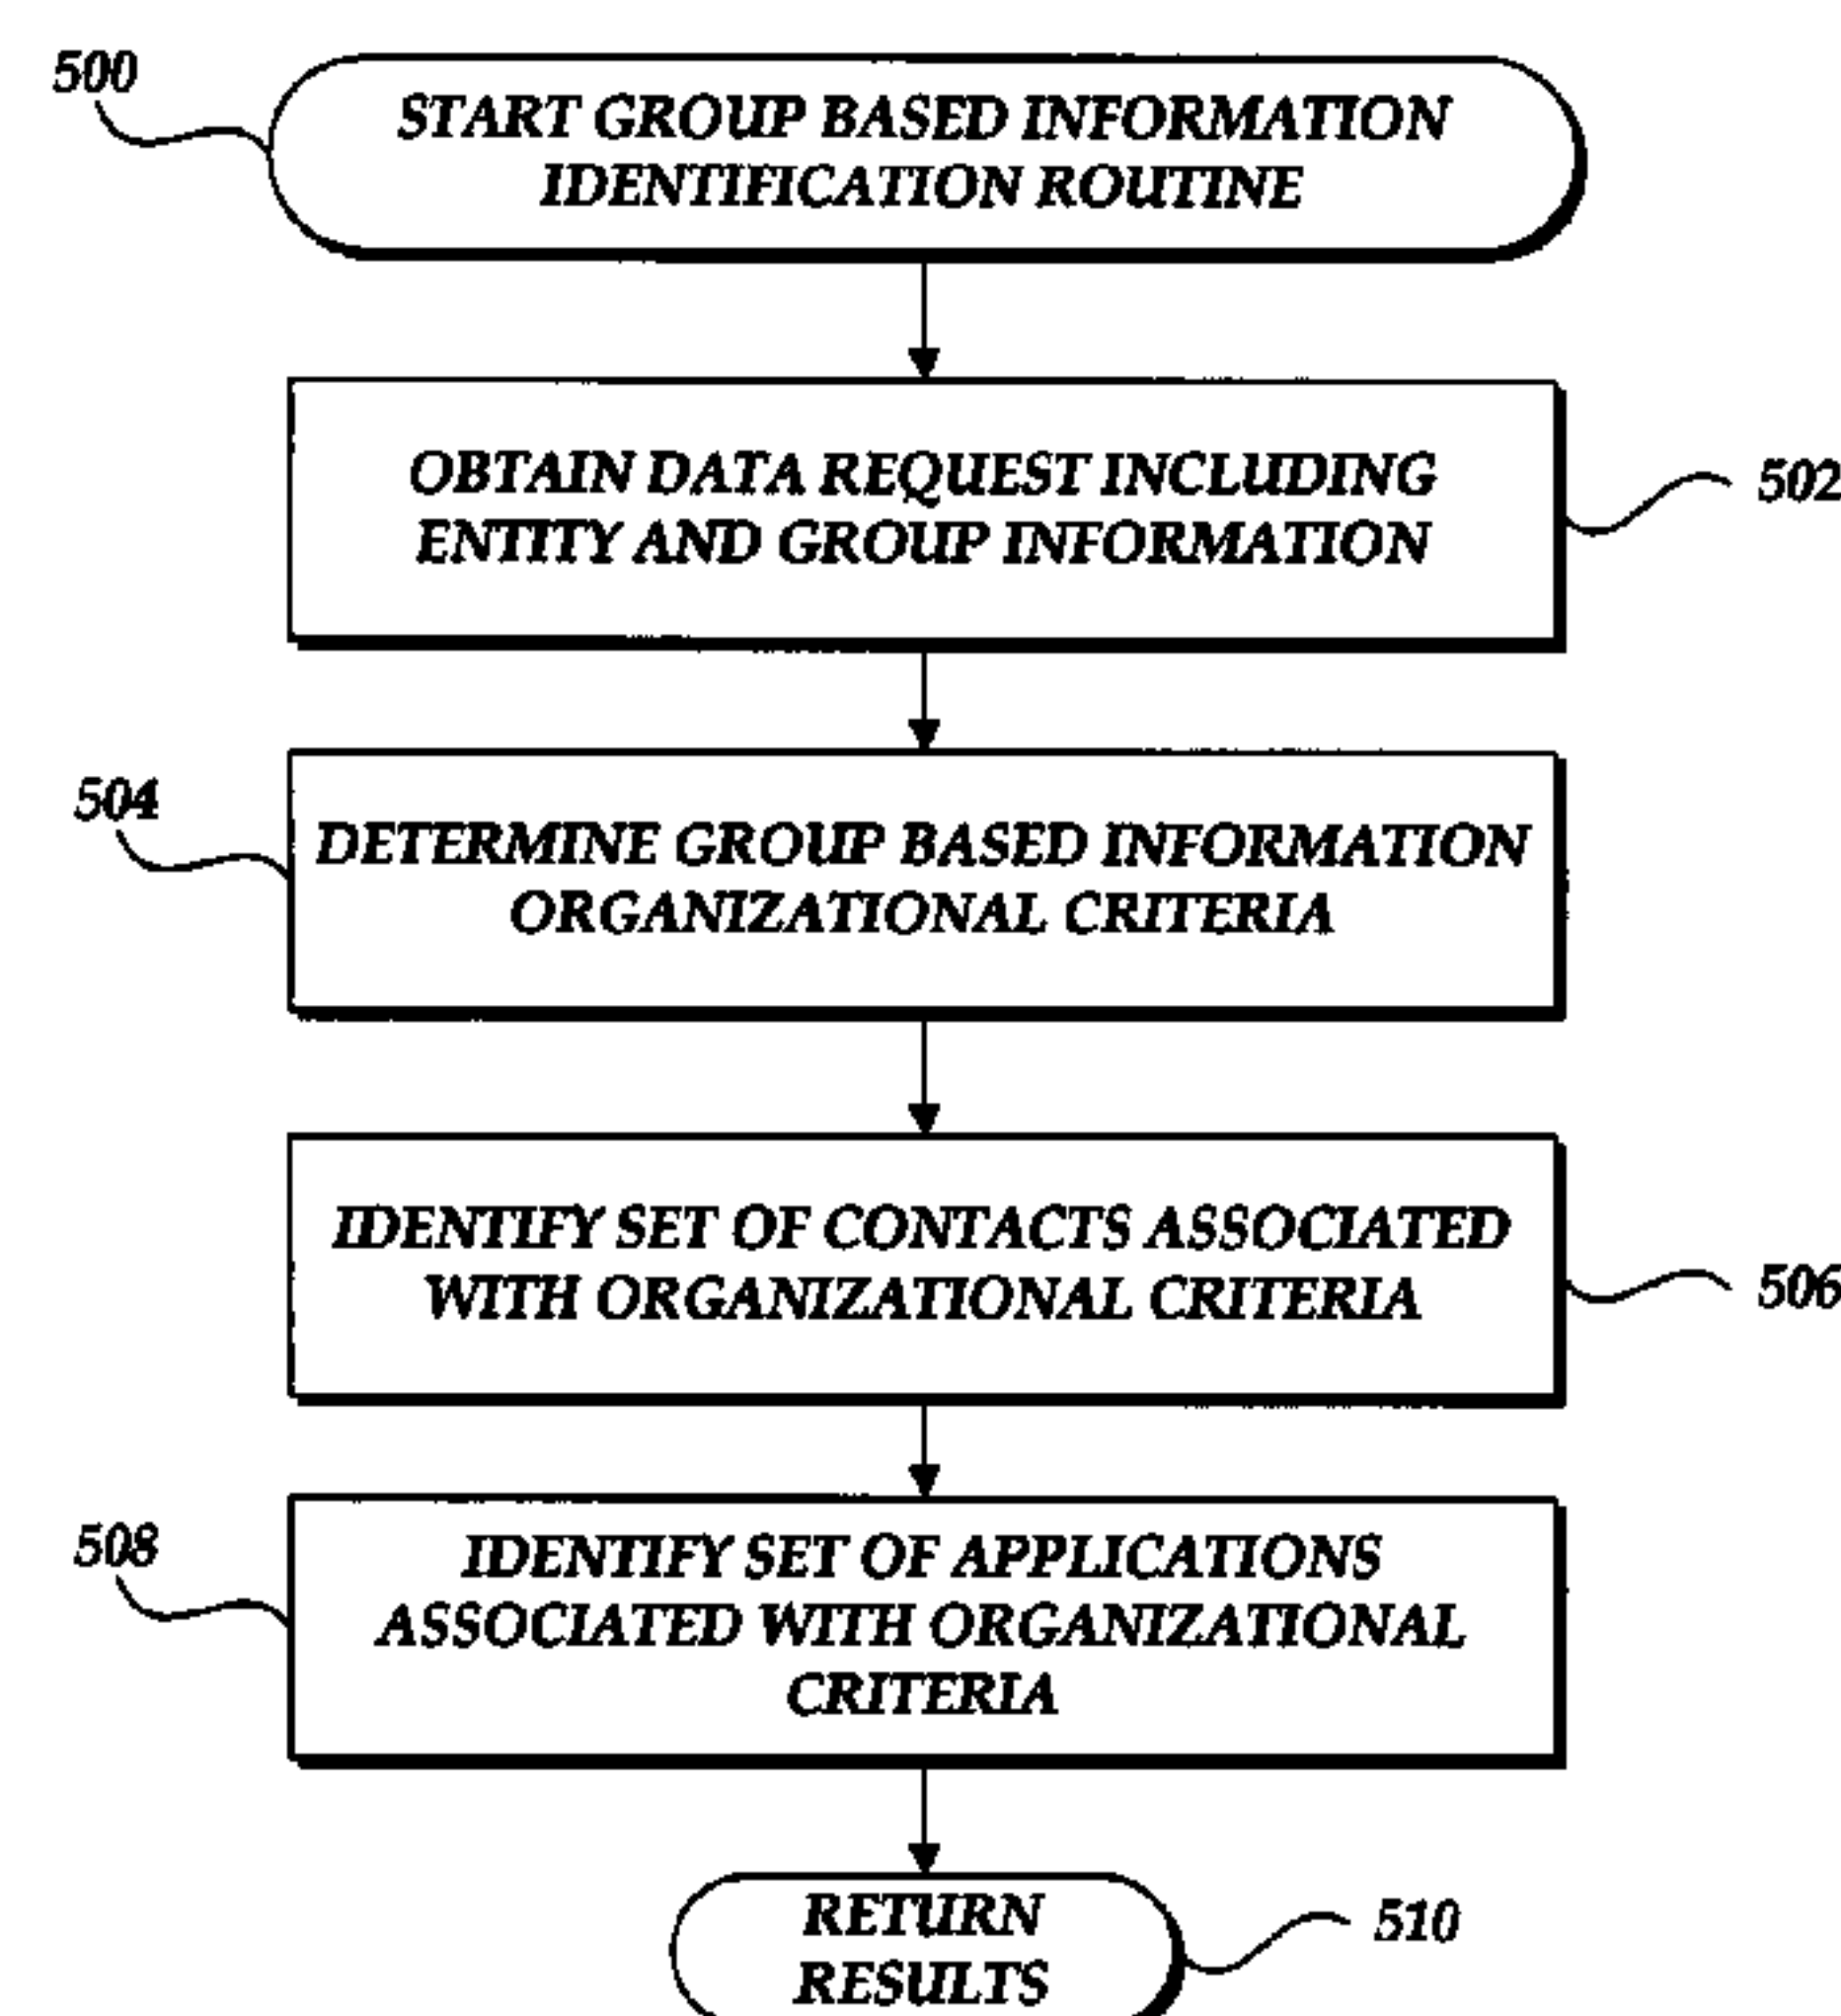 500
START GROUP BASED INFORMATION
IDENTIFICATION ROUTINE
OBTAIN DATA REQUEST INCLUDING
ENTITY AND GROUP INFORMATION
502
504
DETERMINE GROUP BASED INFORMATION
ORGANIZATIONAL CRITERIA
IDENTIFY SET OF CONTACTS ASSOCIATED
WITH ORGANIZATIONAL CRITERIA
506
508
IDENTIFY SET OF APPLICATIONS
ASSOCIATED WITH ORGANIZATIONAL
CRITERIA
RETURN
RESULTS
510